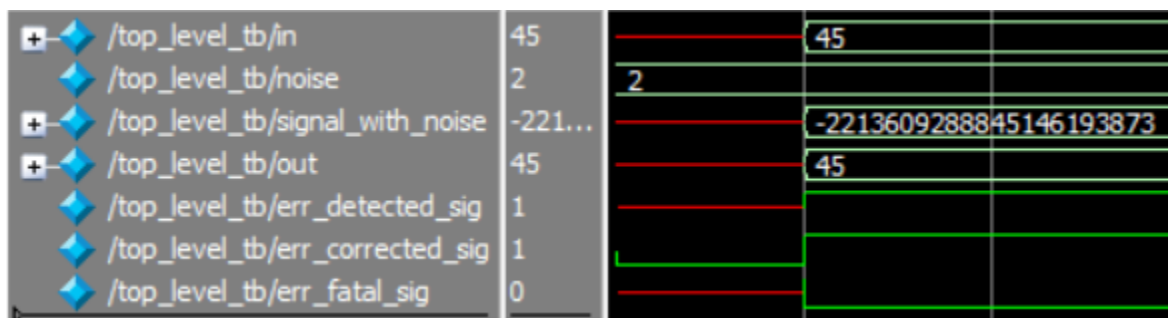 /top_level_tb/in 45 45
/top_level_tb/noise 2 2
/top_level_tb/signal_with_noise -221... -2213609288845146193873
/top_level_tb/out 45 45
/top_level_tb/err_detected_sig 1
/top_level_tb/err_corrected_sig 1
/top_level_tb/err_fatal_sig 0